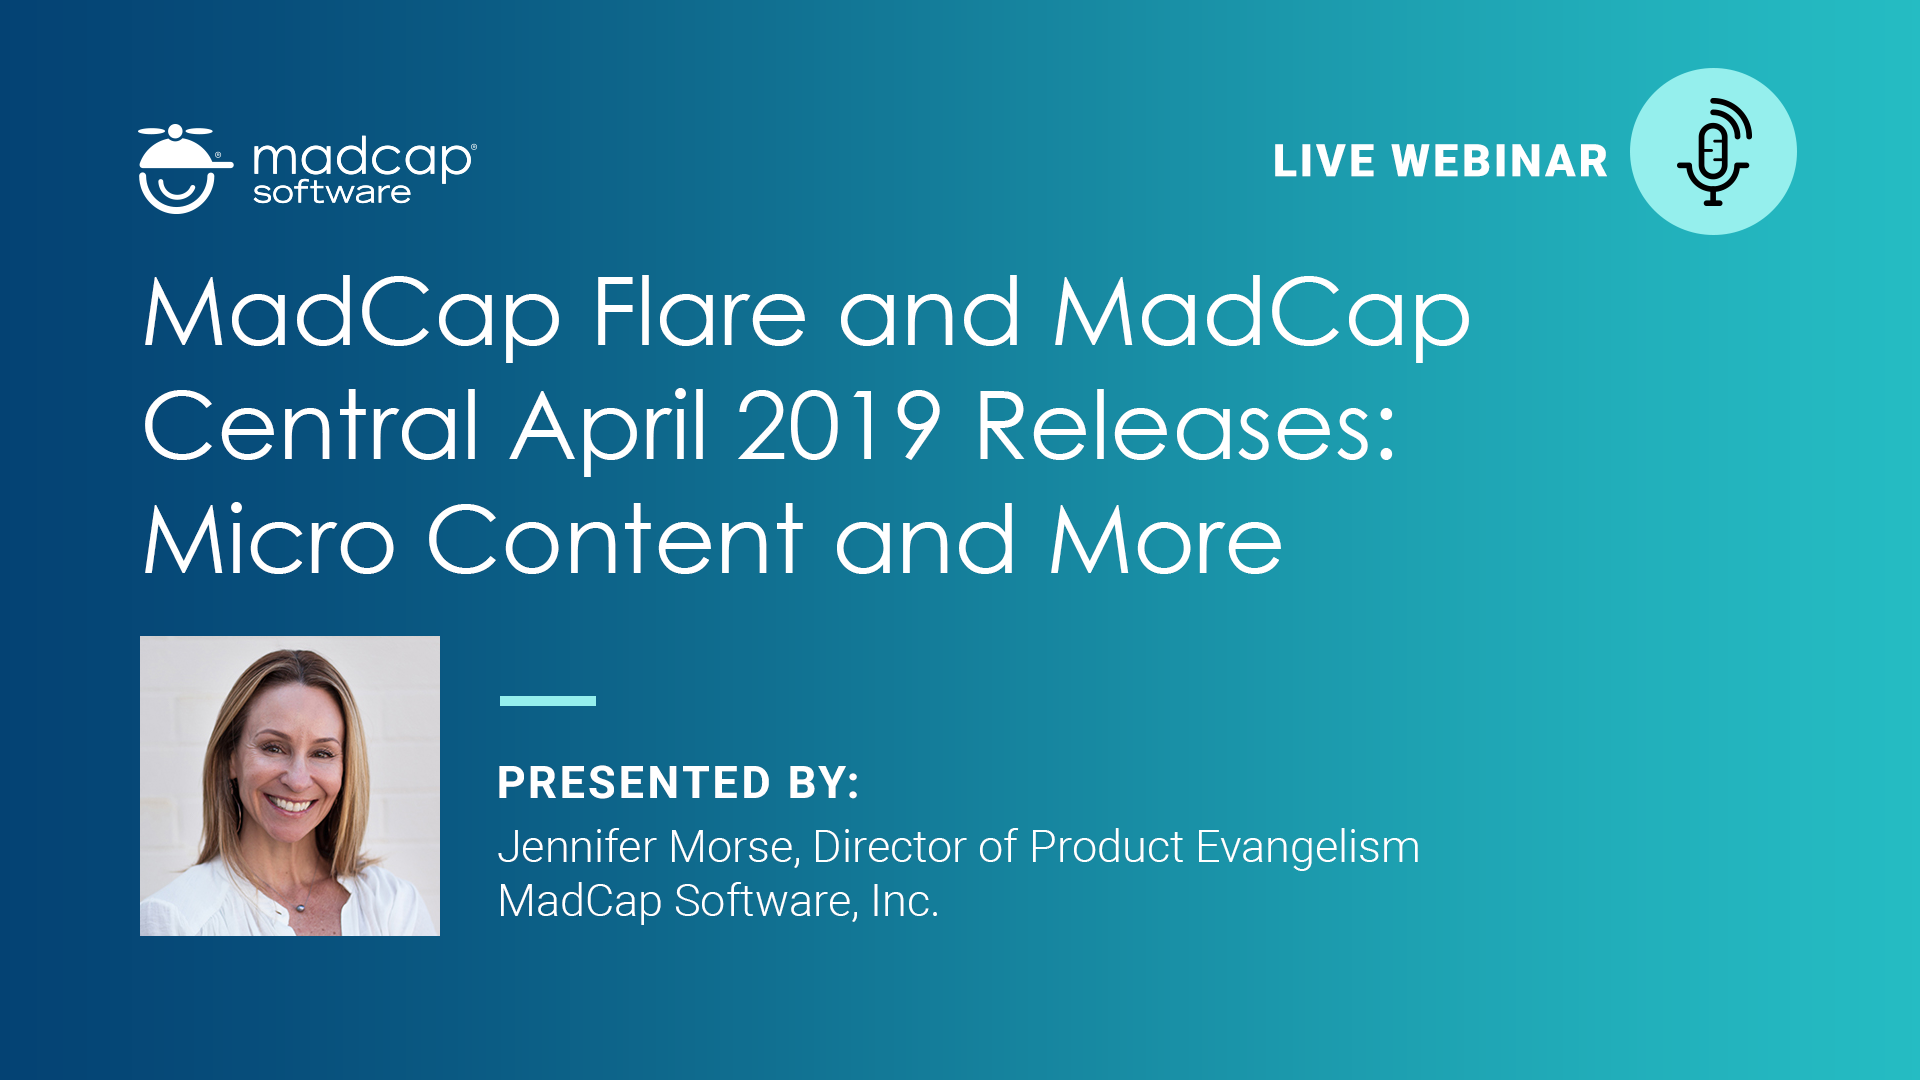 madcap®
software
LIVE WEBINAR
MadCap Flare and MadCap
Central April 2019 Releases:
Micro Content and More
PRESENTED BY:
Jennifer Morse, Director of Product Evangelism
MadCap Software, Inc.